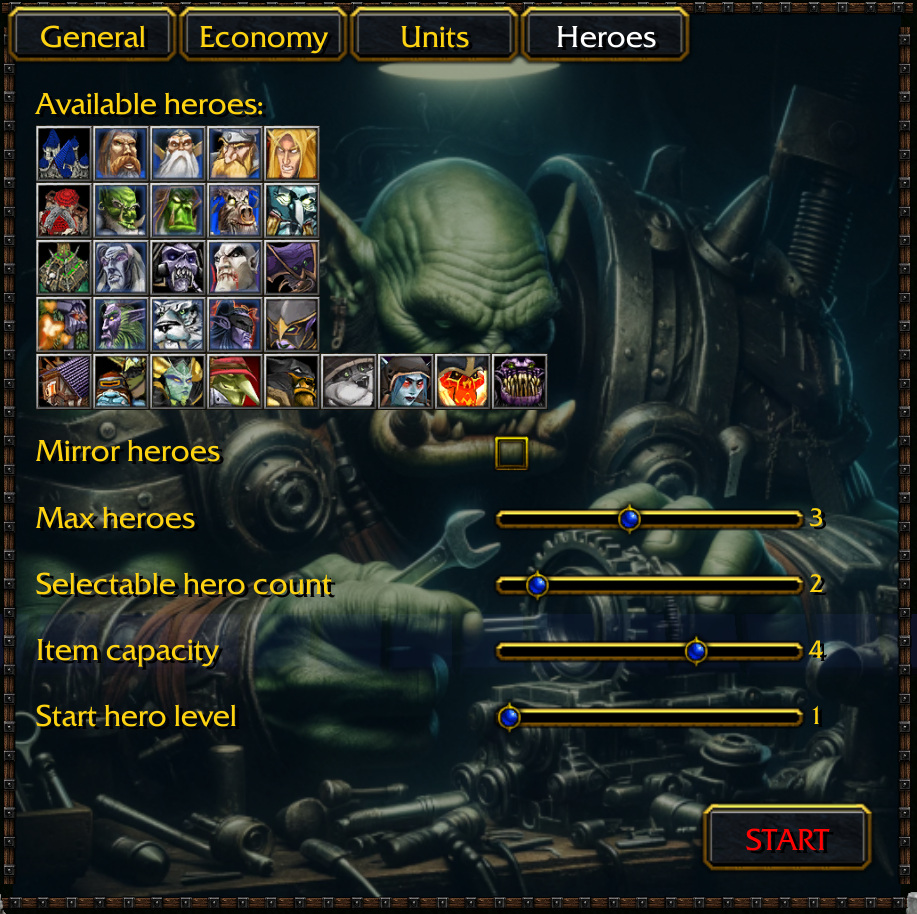 General Economy Units Heroes
Available heroes:
Mirror heroes
Max heroes 3
Selectable hero count 2
Item capacity 4
Start hero level 1
START